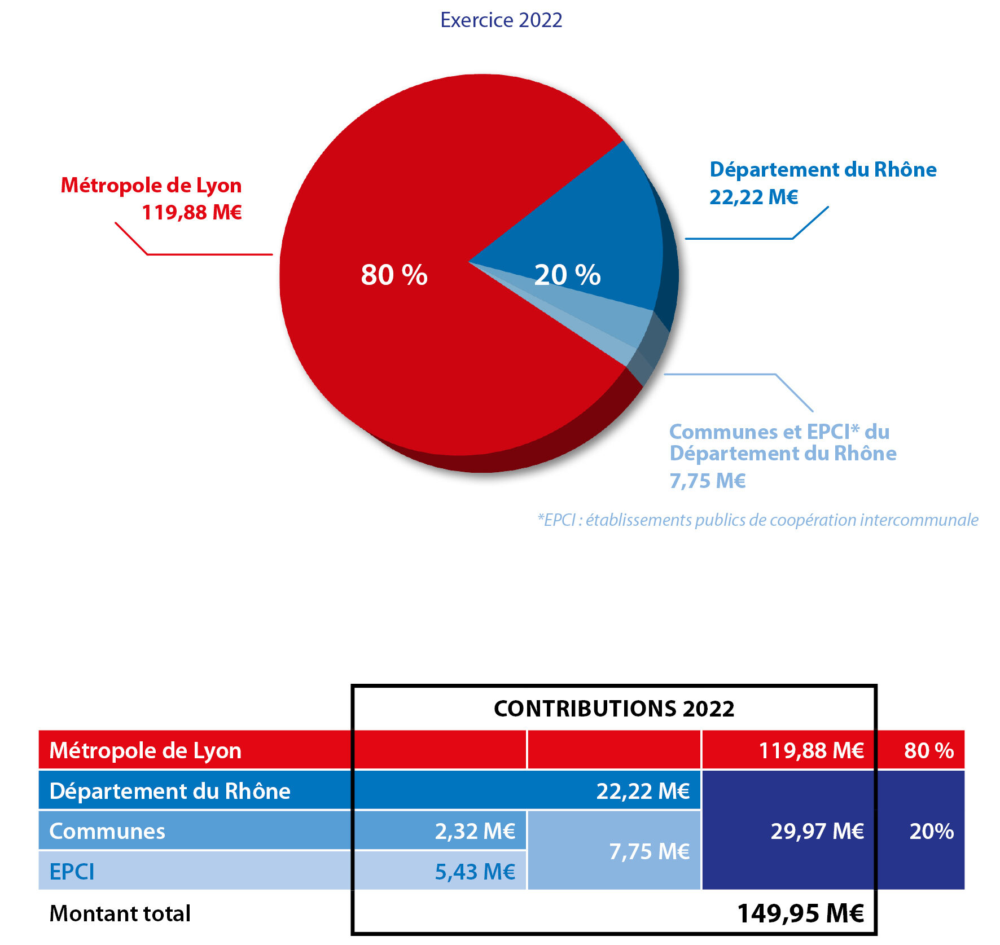 Exercice 2022
Métropole de Lyon
119,88 M€
Département du Rhône
22,22 M€
80 %
20 %
Communes et EPCI* du
Département du Rhône
7,75 M€
*EPCI : établissements publics de coopération intercommunale
CONTRIBUTIONS 2022
Métropole de Lyon 119,88 M€ 80 %
Département du Rhône 22,22 M€
Communes 2,32 M€ 7,75 M€ 29,97 M€ 20%
EPCI 5,43 M€
Montant total 149,95 M€